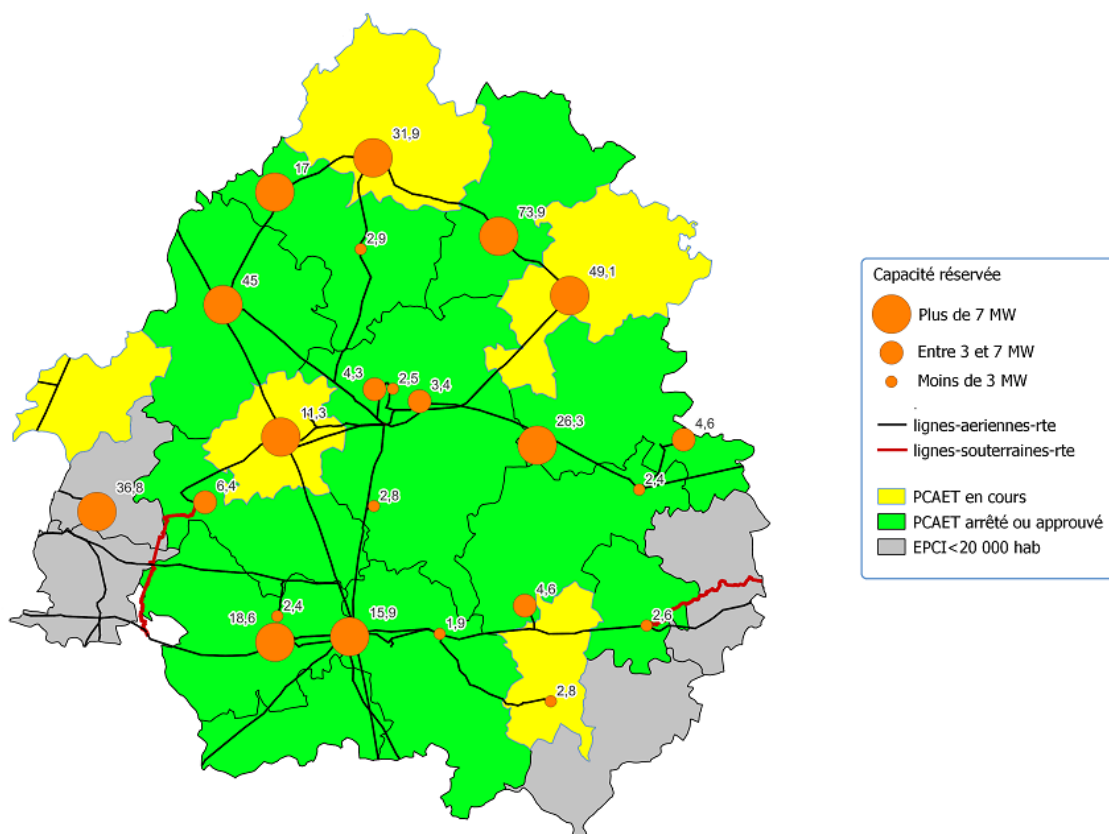 31,9
17
73,9
2,9
49,1
45
4,3
2,5
3,4
11,3
26,3
4,6
2,4
6,4
36,8
2,8
4,6
2,4
18,6
15,9
1,9
2,6
2,8
Capacité réservée
Plus de 7 MW
Entre 3 et 7 MW
Moins de 3 MW
.
lignes-aeriennes-rte
lignes-souterraines-rte
PCAET en cours
PCAET arrêté ou approuvé
EPCI<20 000 hab